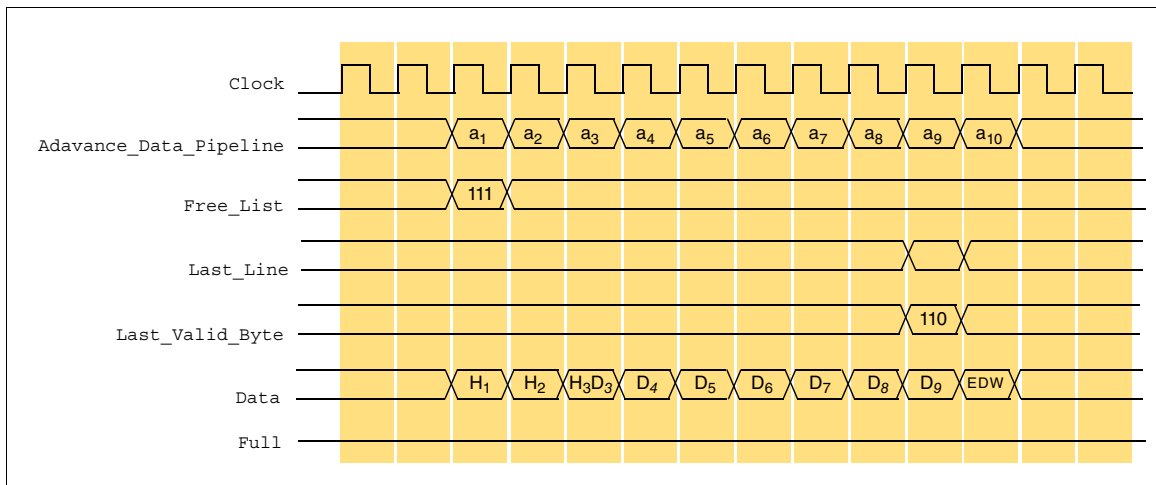 Clock
Adavance_Data_Pipeline a1 a2 a3 a4 a5 a6 a7 a8 a9 a10
Free_List 111
Last_Line
Last_Valid_Byte 110
Data H1 H2 H3D3 D4 D5 D6 D7 D8 D9 EDW
Full